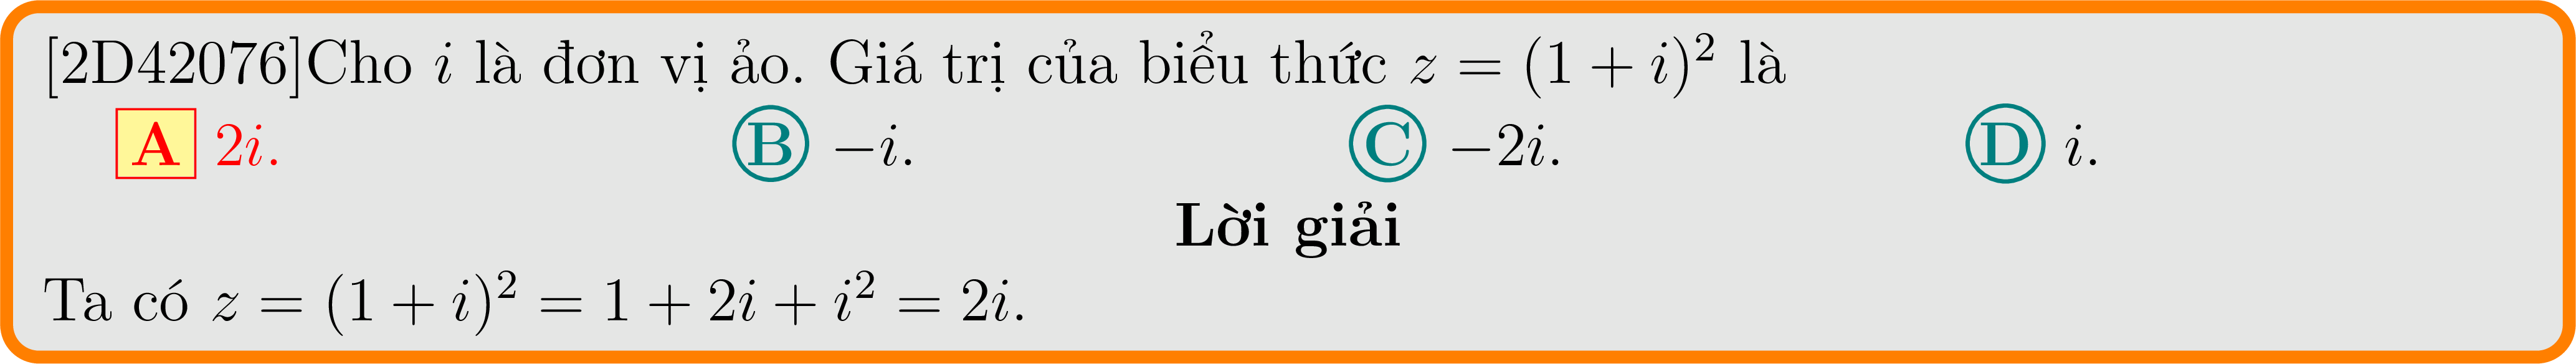 [2D42076]Cho i là đơn vị ảo. Giá trị của biểu thức z = (1 + i)² là
A 2i. B −i. C −2i. D i.
Lời giải
Ta có z = (1 + i)² = 1 + 2i + i² = 2i.